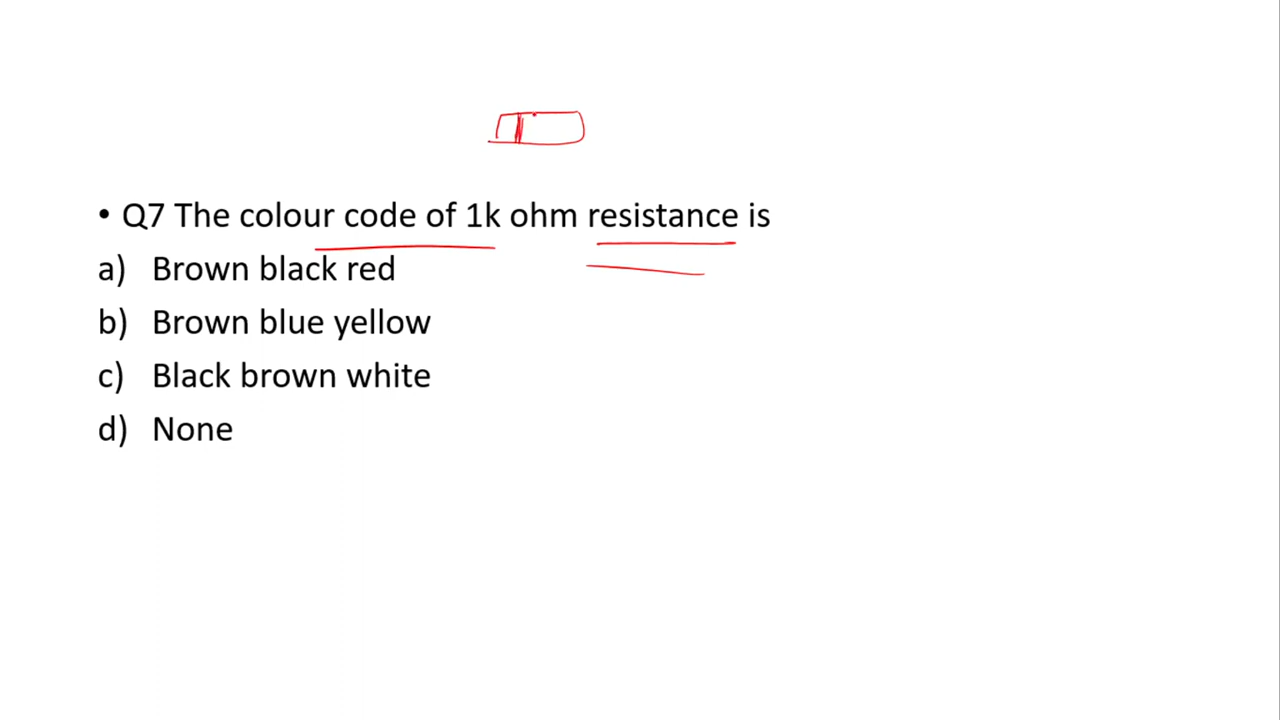 • Q7 The colour code of 1k ohm resistance is
a) Brown black red
b) Brown blue yellow
c) Black brown white
d) None